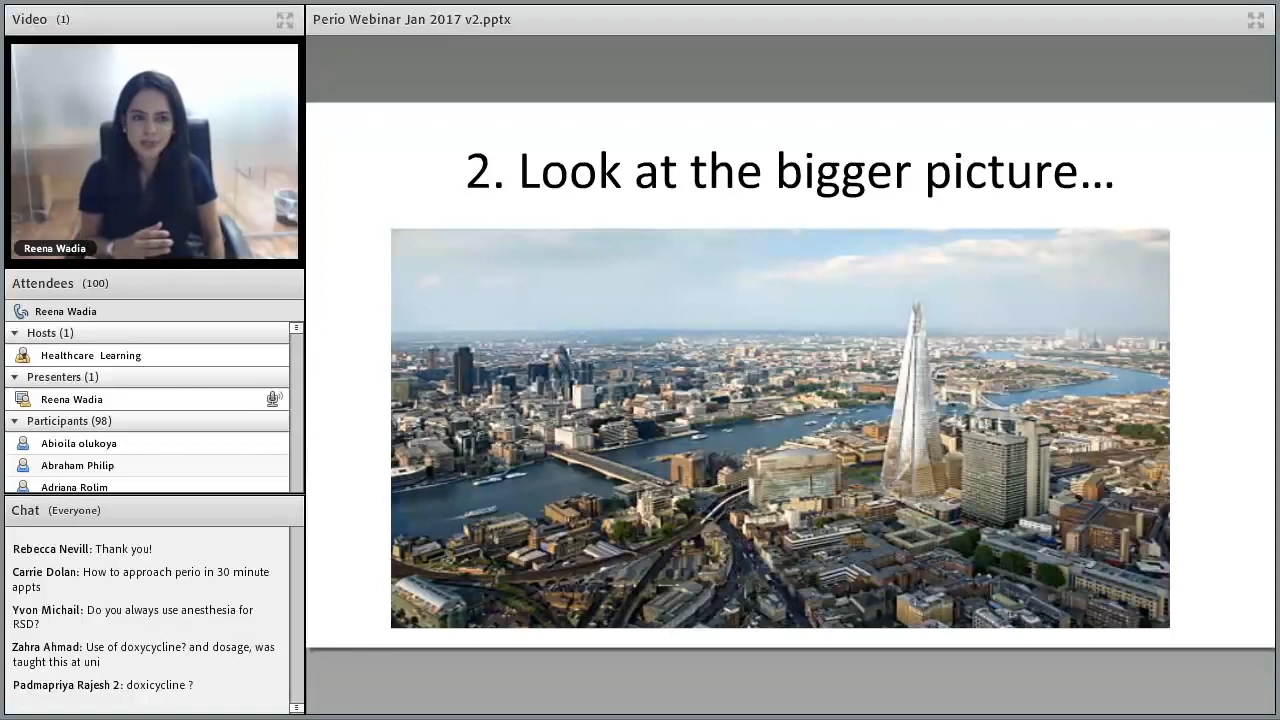 Video (1)
Perio Webinar Jan 2017 v2.pptx
Reena Wadia
Attendees (100)
Reena Wadia
Hosts (1)
Healthcare Learning
Presenters (1)
Reena Wadia
Participants (98)
Abioila olukoya
Abraham Philip
Adriana Rolim
Chat (Everyone)
Rebecca Nevill: Thank you!
Carrie Dolan: How to approach perio in 30 minute
appts
Yvon Michail: Do you always use anesthesia for
RSD?
Zahra Ahmad: Use of doxycycline? and dosage, was
taught this at uni
Padmapriya Rajesh 2: doxicycline ?
2. Look at the bigger picture...